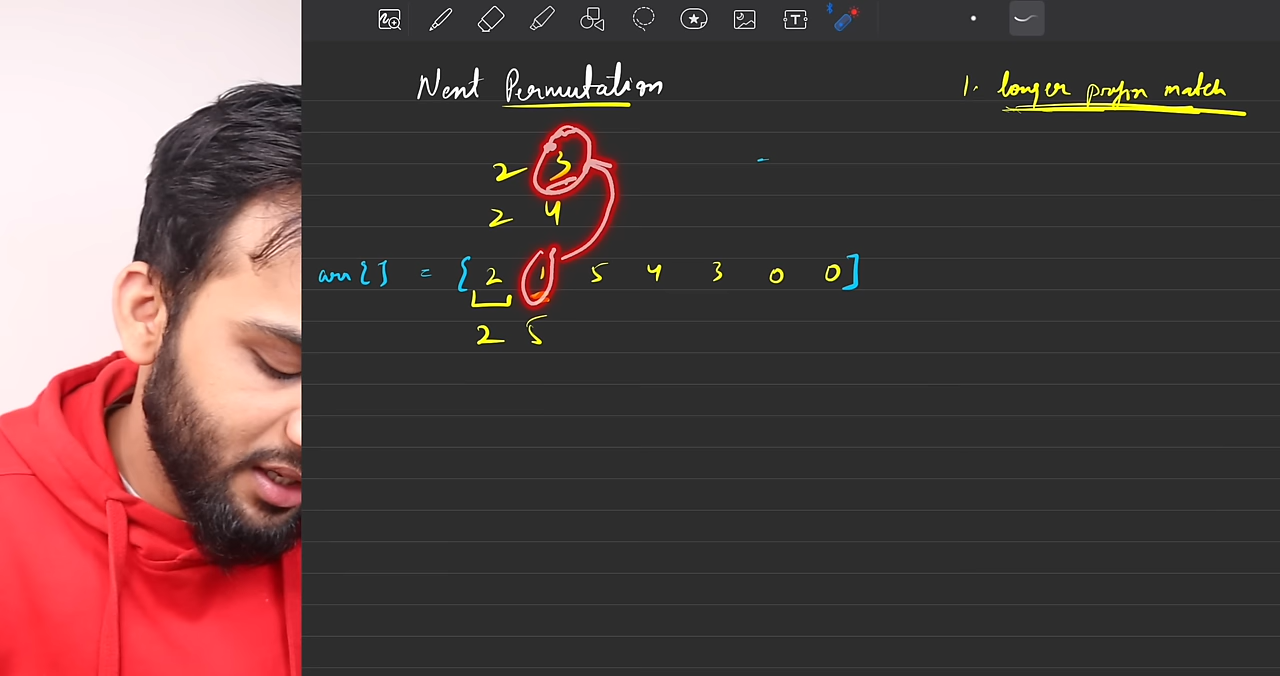 Next Permutation
1. longer prefix match
2 3
2 4
arr[] = [2 1 5 4 3 0 0]
2 5